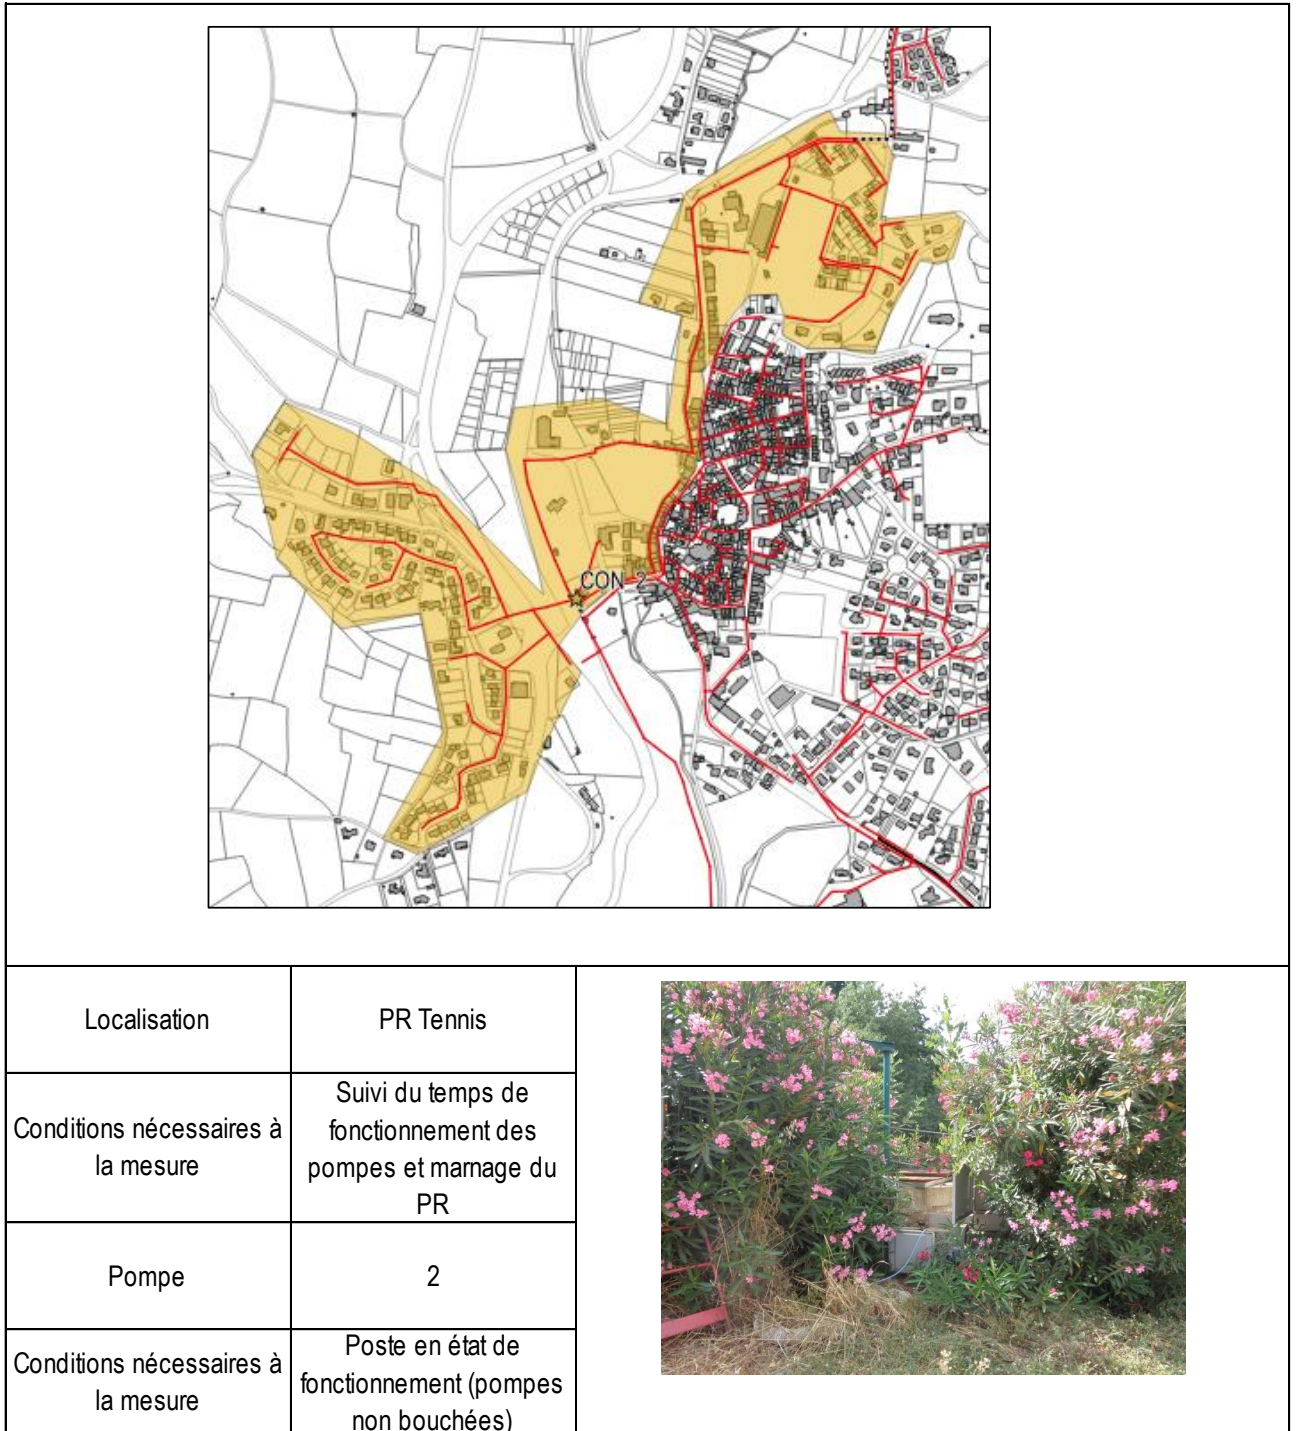 CON_2
Localisation
PR Tennis
Conditions nécessaires à
la mesure
Suivi du temps de
fonctionnement des
pompes et marnage du
PR
Pompe
2
Conditions nécessaires à
la mesure
Poste en état de
fonctionnement (pompes
non bouchées)